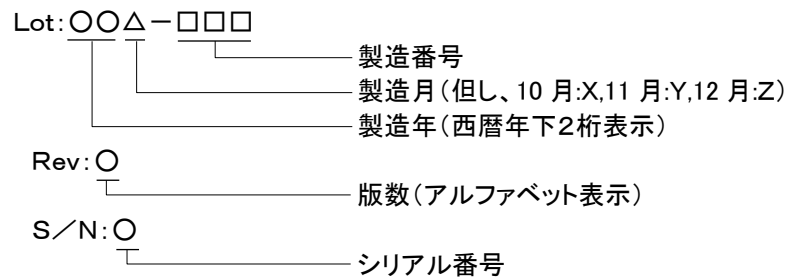 Lot:○○△－□□□
製造番号
製造月(但し、10 月:X,11 月:Y,12 月:Z)
製造年(西暦年下２桁表示)
Rev:○
版数(アルファベット表示)
S／N:○
シリアル番号